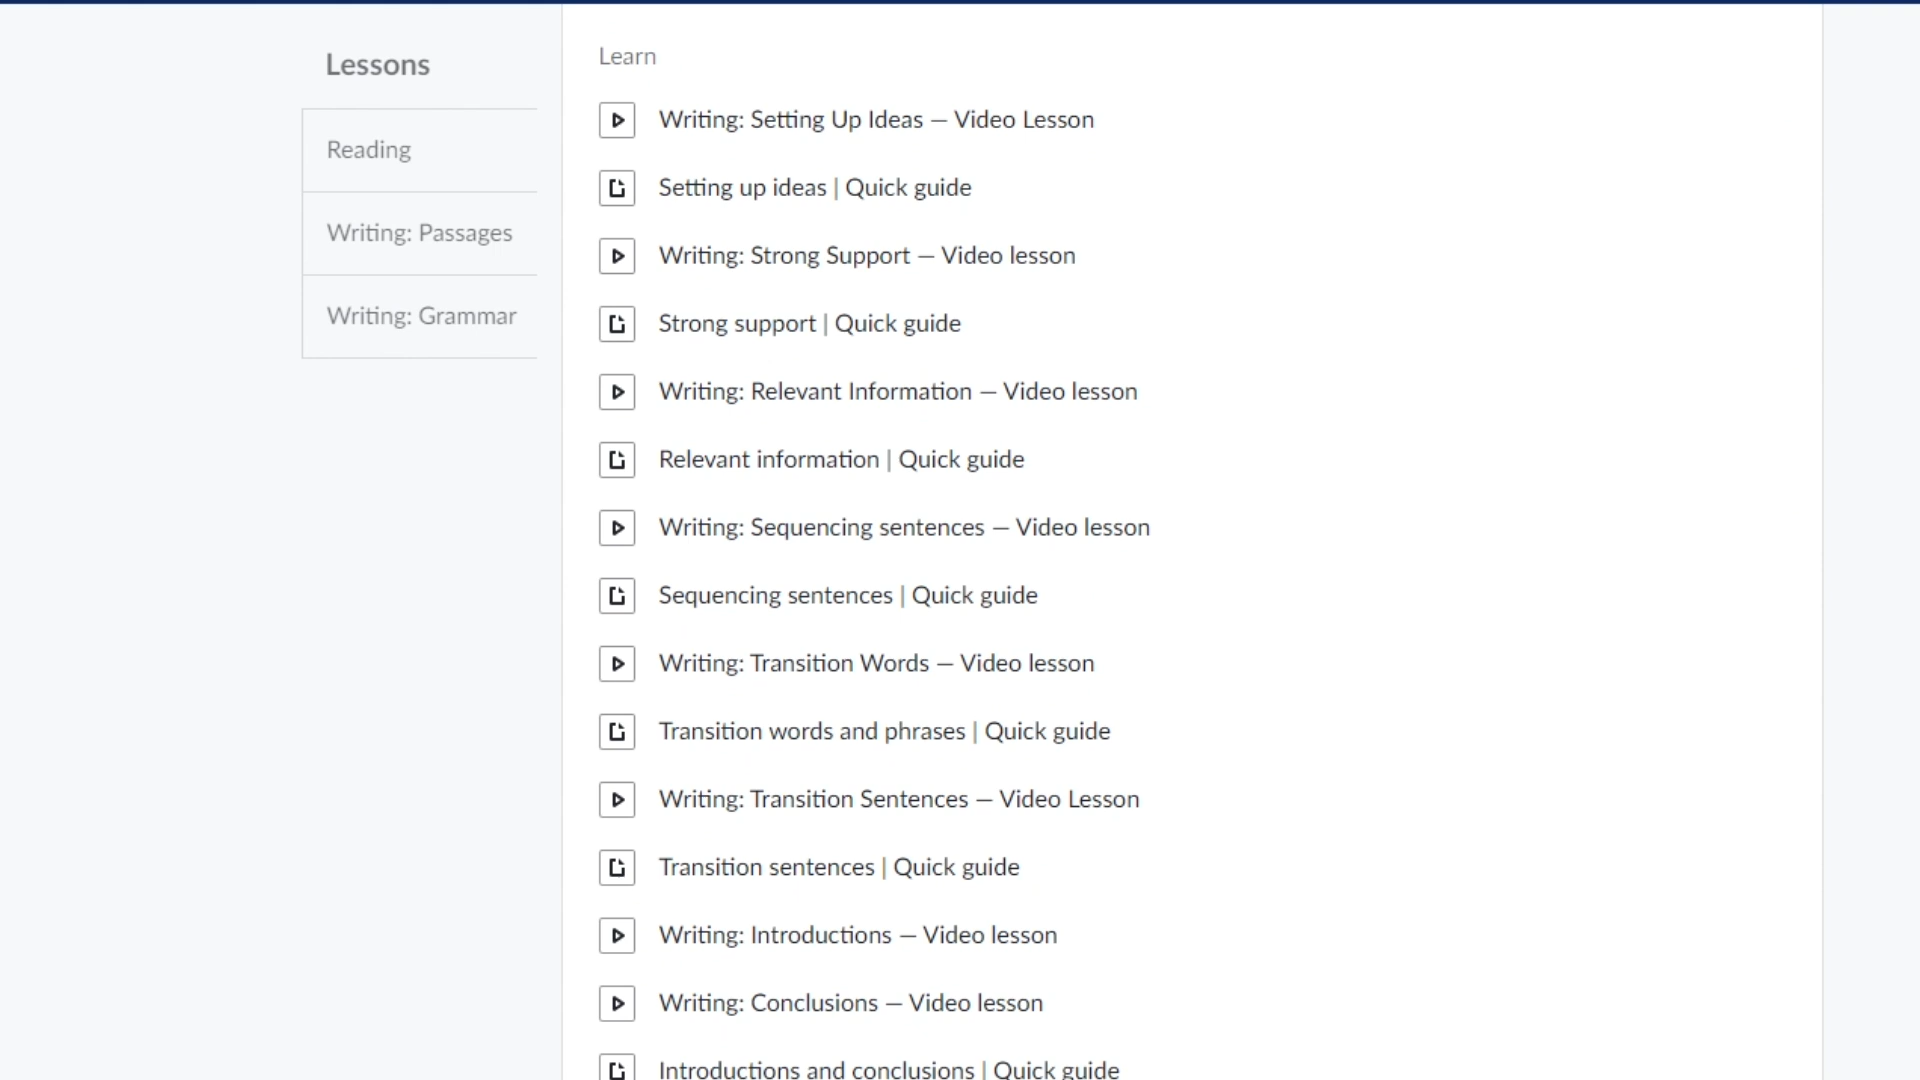 Lessons
Reading
Writing: Passages
Writing: Grammar
Learn
Writing: Setting Up Ideas — Video Lesson
Setting up ideas | Quick guide
Writing: Strong Support — Video lesson
Strong support | Quick guide
Writing: Relevant Information — Video lesson
Relevant information | Quick guide
Writing: Sequencing sentences — Video lesson
Sequencing sentences | Quick guide
Writing: Transition Words — Video lesson
Transition words and phrases | Quick guide
Writing: Transition Sentences — Video Lesson
Transition sentences | Quick guide
Writing: Introductions — Video lesson
Writing: Conclusions — Video lesson
Introductions and conclusions | Quick guide